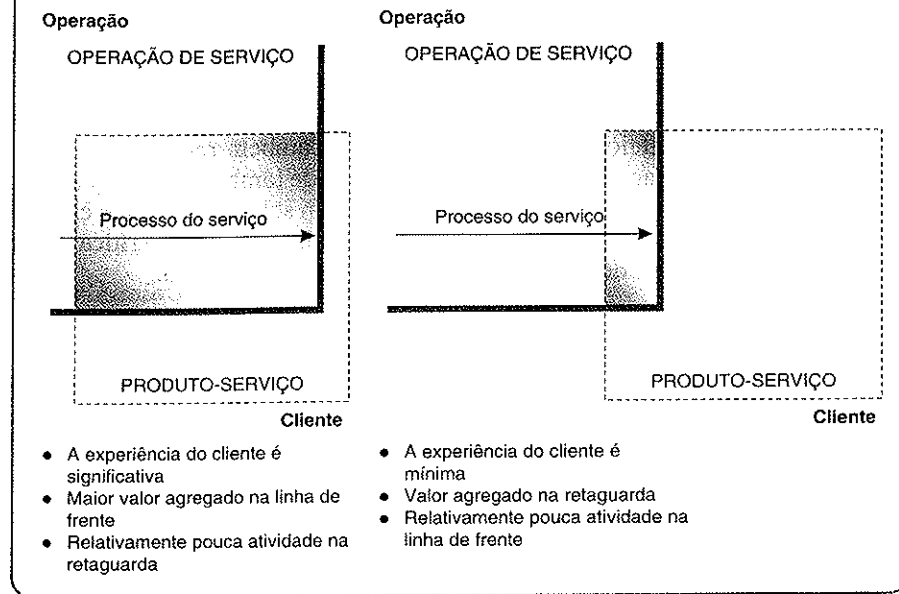 Operação
OPERAÇÃO DE SERVIÇO
Processo do serviço
PRODUTO-SERVIÇO
Cliente
● A experiência do cliente é
significativa
● Maior valor agregado na linha de
frente
● Relativamente pouca atividade na
retaguarda
Operação
OPERAÇÃO DE SERVIÇO
Processo do serviço
PRODUTO-SERVIÇO
Cliente
● A experiência do cliente é
mínima
● Valor agregado na retaguarda
● Relativamente pouca atividade na
linha de frente